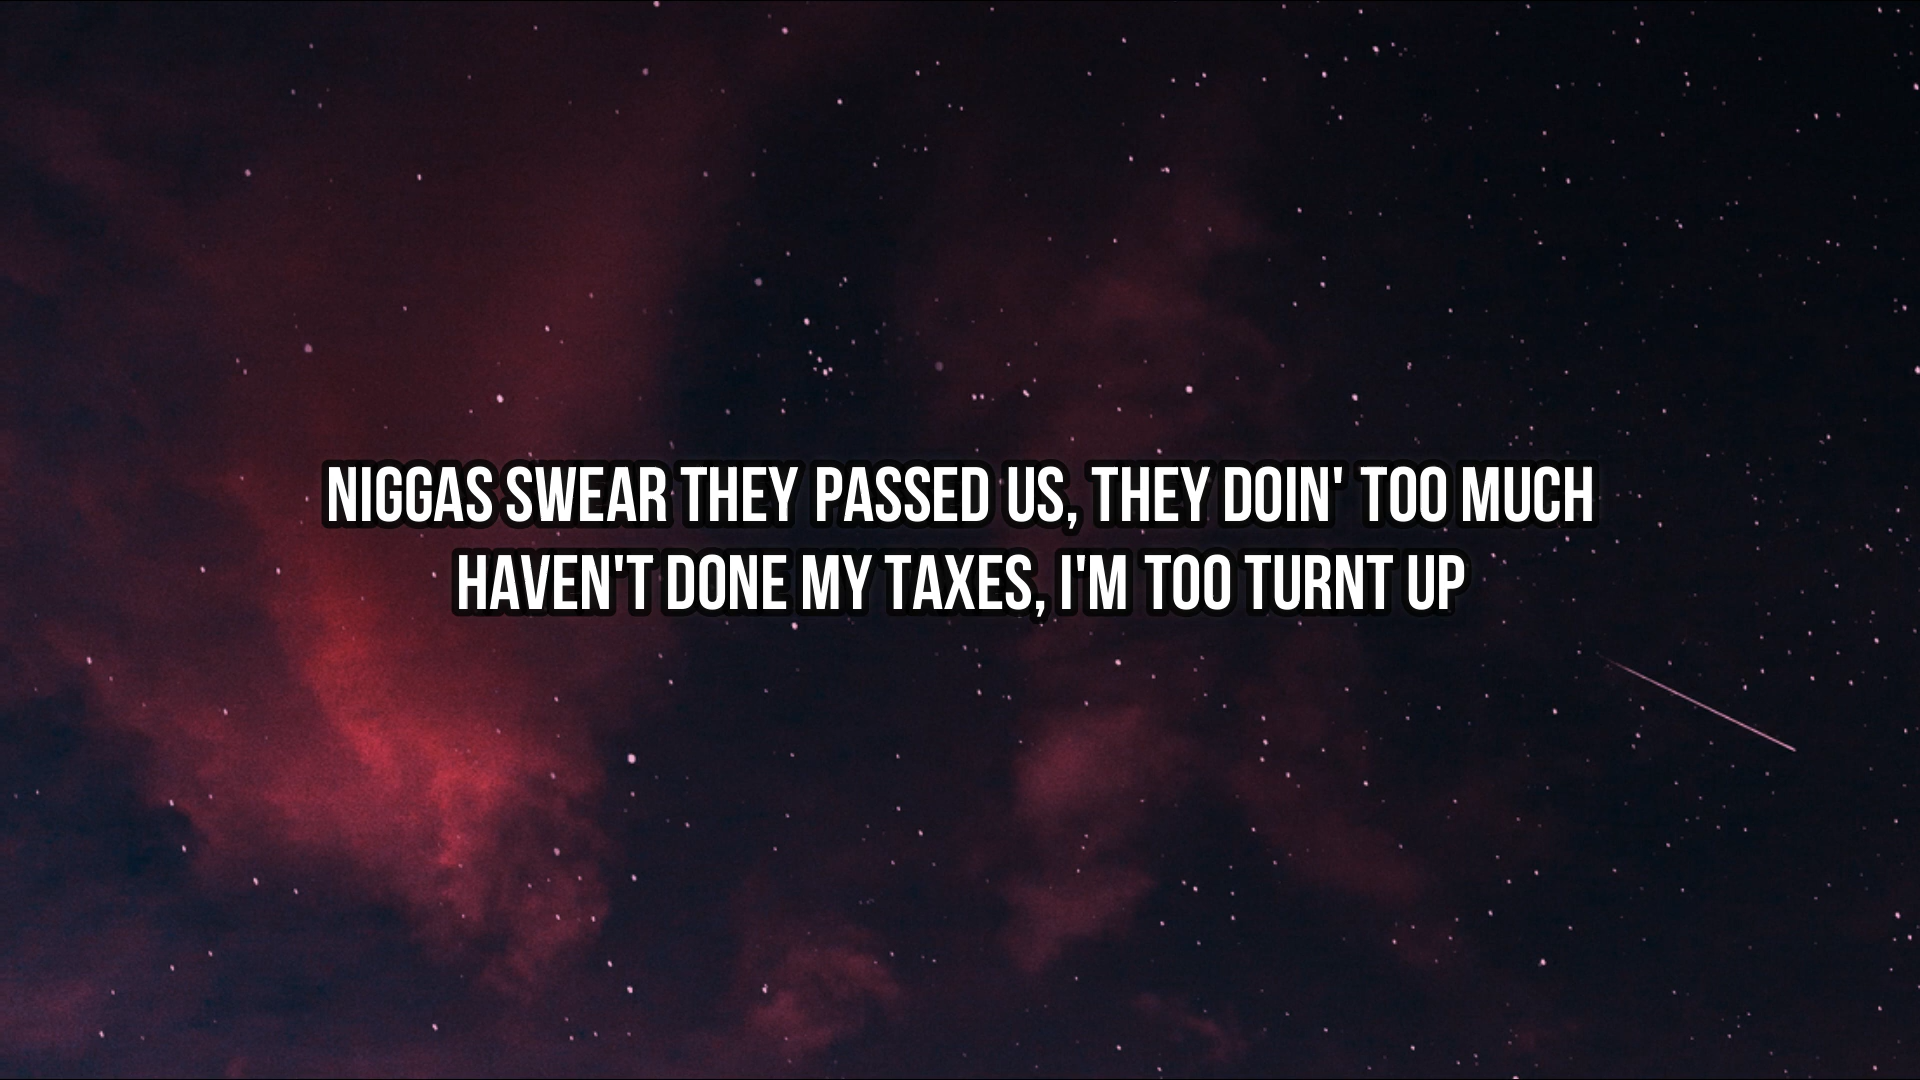 NIGGAS SWEAR THEY PASSED US, THEY DOIN' TOO MUCH
HAVEN'T DONE MY TAXES, I'M TOO TURNT UP